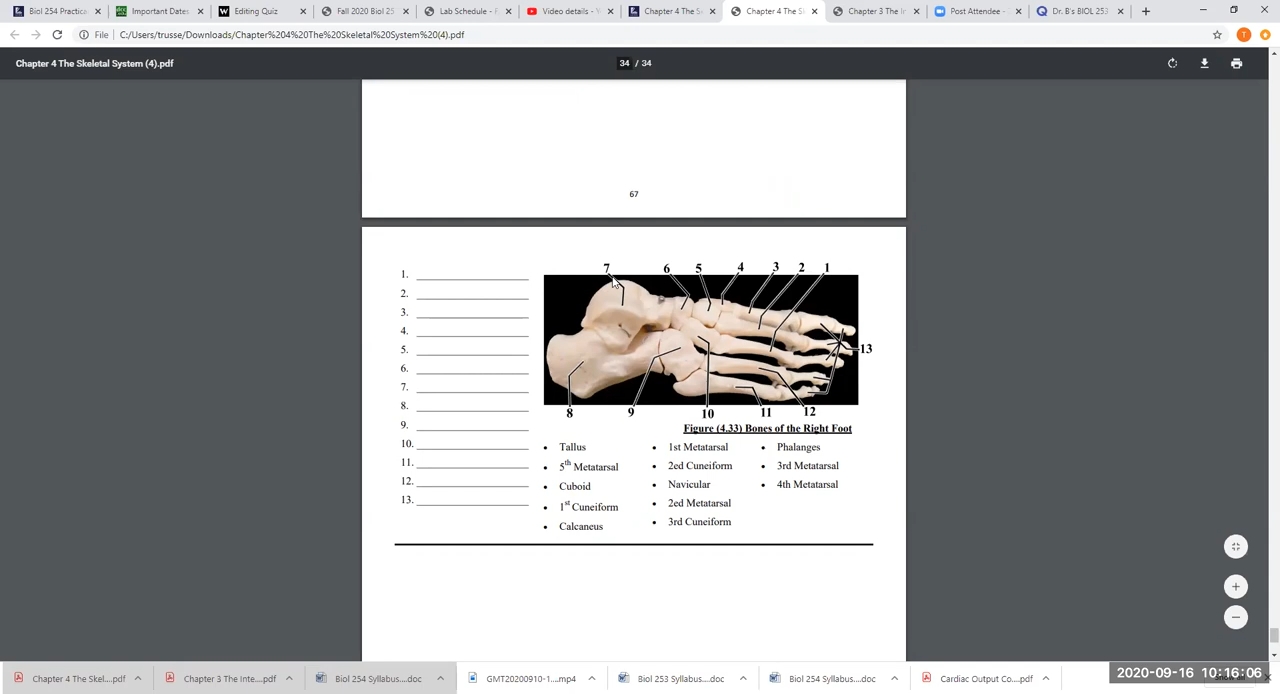 Biol 254 Practica
Important Dates
Editing Quiz
Fall 2020 Biol 25
Lab Schedule - F
Video details - Y
Chapter 4 The S
Chapter 4 The S
Chapter 3 The In
Post Attendee -
Dr. B's BIOL 253
File C:/Users/trusse/Downloads/Chapter%204%20The%20Skeletal%20System%20(4).pdf
T
Chapter 4 The Skeletal System (4).pdf
34 / 34
67
7 6 5 4 3 2 1
1.
2.
3.
4.
5.
6.
7.
8.
9.
10.
11.
12.
13.
13
8 9 10 11 12
Figure (4.33) Bones of the Right Foot
• Tallus
• 5th Metatarsal
• Cuboid
• 1st Cuneiform
• Calcaneus
• 1st Metatarsal
• 2ed Cuneiform
• Navicular
• 2ed Metatarsal
• 3rd Cuneiform
• Phalanges
• 3rd Metatarsal
• 4th Metatarsal
Chapter 4 The Skel....pdf
Chapter 3 The Inte....pdf
Biol 254 Syllabus....doc
GMT20200910-1....mp4
Biol 253 Syllabus....doc
Biol 254 Syllabus....doc
Cardiac Output Co....pdf
2020-09-16 10:16:06